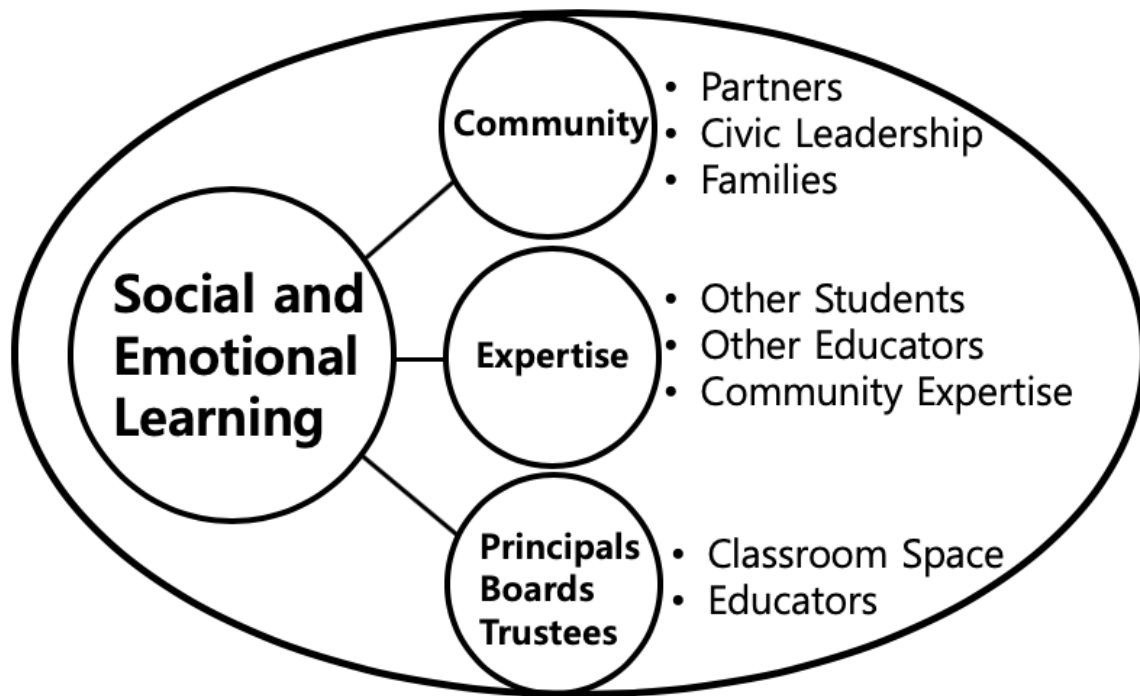 Community
• Partners
• Civic Leadership
• Families
Social and
Emotional
Learning
Expertise
• Other Students
• Other Educators
• Community Expertise
Principals
Boards
Trustees
• Classroom Space
• Educators